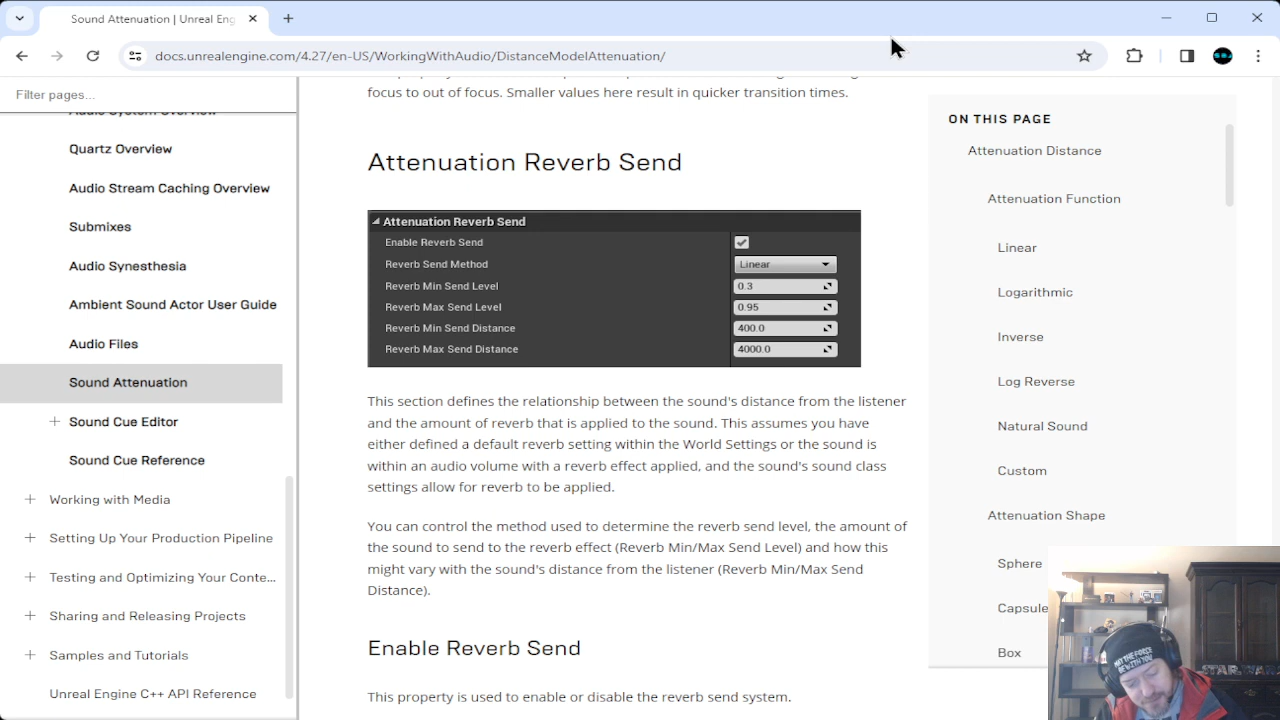 Sound Attenuation | Unreal Eng
docs.unrealengine.com/4.27/en-US/WorkingWithAudio/DistanceModelAttenuation/
Filter pages...
Audio System Overview
Quartz Overview
Audio Stream Caching Overview
Submixes
Audio Synesthesia
Ambient Sound Actor User Guide
Audio Files
Sound Attenuation
Sound Cue Editor
Sound Cue Reference
Working with Media
Setting Up Your Production Pipeline
Testing and Optimizing Your Conte...
Sharing and Releasing Projects
Samples and Tutorials
Unreal Engine C++ API Reference
focus to out of focus. Smaller values here result in quicker transition times.
Attenuation Reverb Send
Attenuation Reverb Send
Enable Reverb Send
Reverb Send Method Linear
Reverb Min Send Level 0.3
Reverb Max Send Level 0.95
Reverb Min Send Distance 400.0
Reverb Max Send Distance 4000.0
This section defines the relationship between the sound's distance from the listener
and the amount of reverb that is applied to the sound. This assumes you have
either defined a default reverb setting within the World Settings or the sound is
within an audio volume with a reverb effect applied, and the sound's sound class
settings allow for reverb to be applied.
You can control the method used to determine the reverb send level, the amount of
the sound to send to the reverb effect (Reverb Min/Max Send Level) and how this
might vary with the sound's distance from the listener (Reverb Min/Max Send
Distance).
Enable Reverb Send
This property is used to enable or disable the reverb send system.
ON THIS PAGE
Attenuation Distance
Attenuation Function
Linear
Logarithmic
Inverse
Log Reverse
Natural Sound
Custom
Attenuation Shape
Sphere
Capsule
Box
MAY THE FORCE
BE WITH YOU
STAR WARS